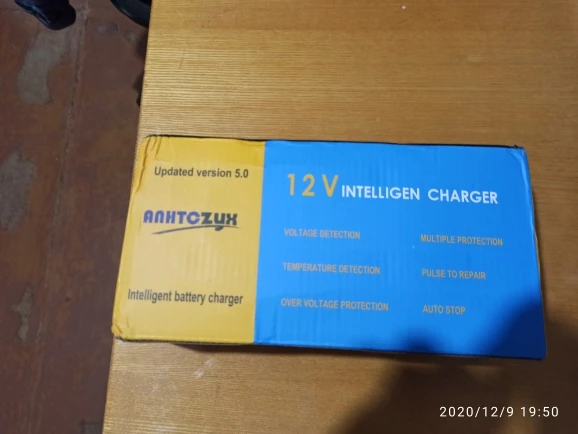 Updated version 5.0
ANHTCZYX
Intelligent battery charger
12V INTELLIGEN CHARGER
VOLTAGE DETECTION
MULTIPLE PROTECTION
TEMPERATURE DETECTION
PULSE TO REPAIR
OVER VOLTAGE PROTECTION
AUTO STOP
2020/12/9 19:50